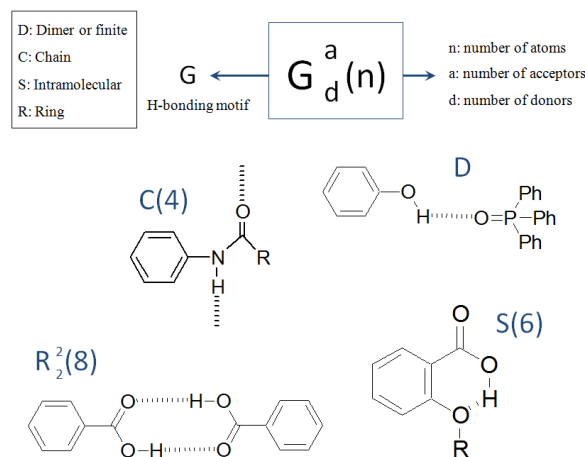 D: Dimer or finite
C: Chain
S: Intramolecular
R: Ring
G
H-bonding motif
G a d (n)
n: number of atoms
a: number of acceptors
d: number of donors
C(4)
O
N
H
R
D
O
H
O=P
Ph
Ph
Ph
R 2 2 (8)
O
O
H
H
O
O
S(6)
O
O
H
O
R